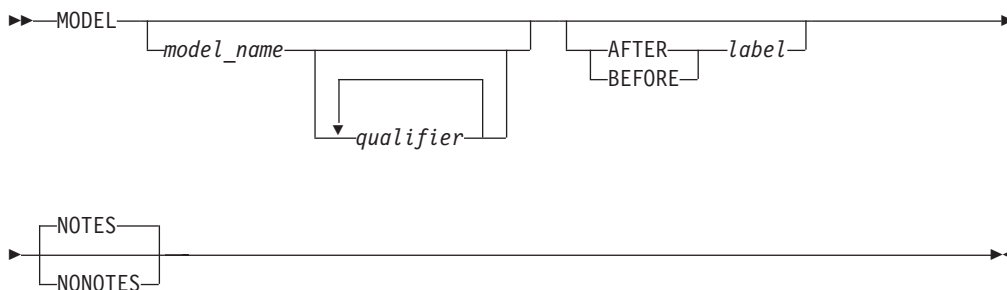 MODEL
model_name
qualifier
AFTER
BEFORE
label
NOTES
NONOTES